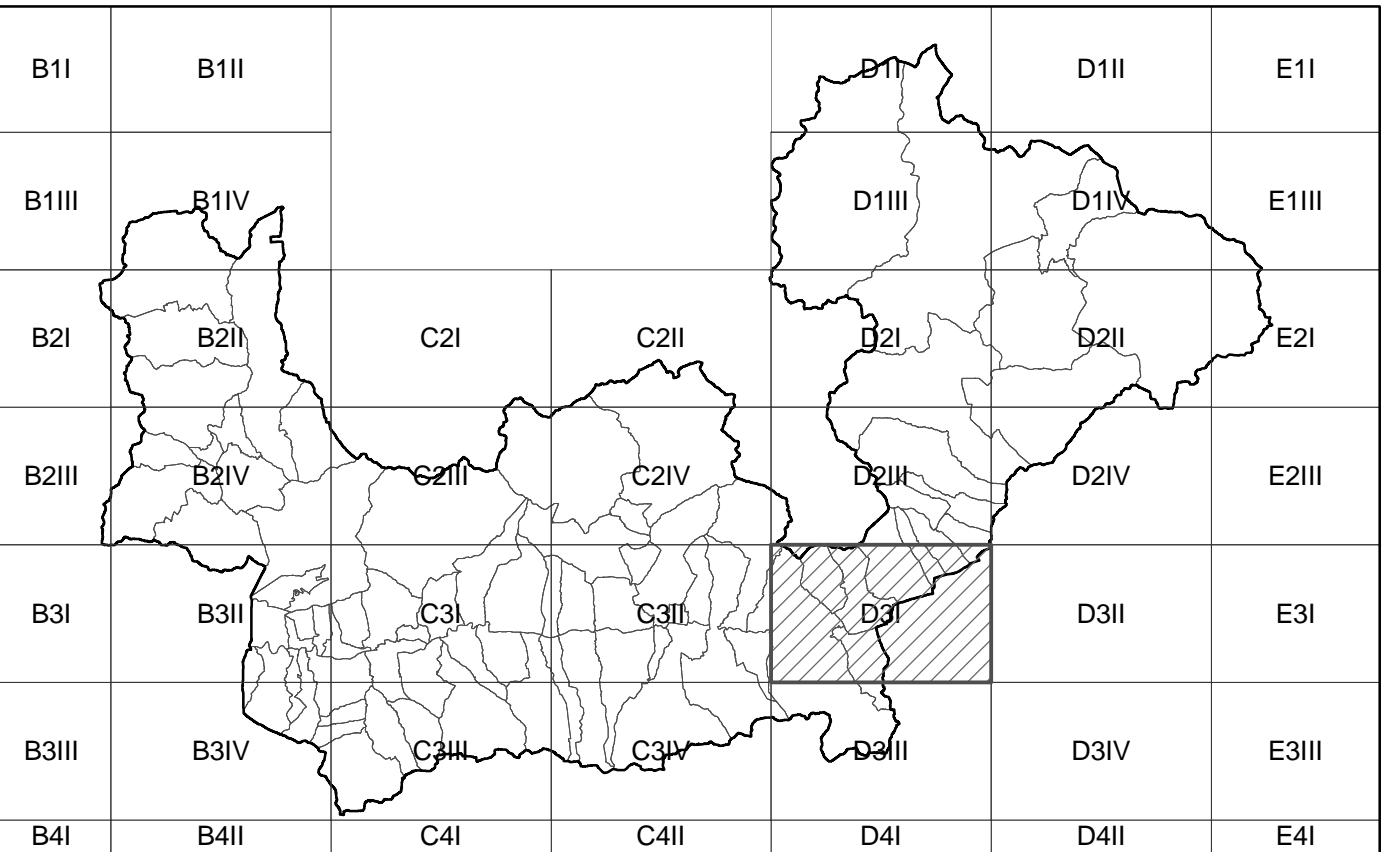 B1I B1II D1I D1II E1I
B1III B1IV D1III D1IV E1III
B2I B2II C2I C2II D2I D2II E2I
B2III B2IV C2III C2IV D2III D2IV E2III
B3I B3II C3I C3II D3I D3II E3I
B3III B3IV C3III C3IV D3III D3IV E3III
B4I B4II C4I C4II D4I D4II E4I